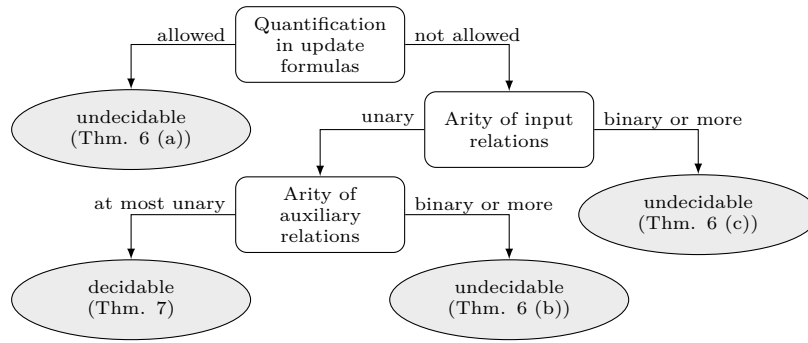 Quantification
in update
formulas
allowed
not allowed
undecidable
(Thm. 6 (a))
Arity of input
relations
unary
binary or more
Arity of
auxiliary
relations
at most unary
binary or more
undecidable
(Thm. 6 (c))
decidable
(Thm. 7)
undecidable
(Thm. 6 (b))